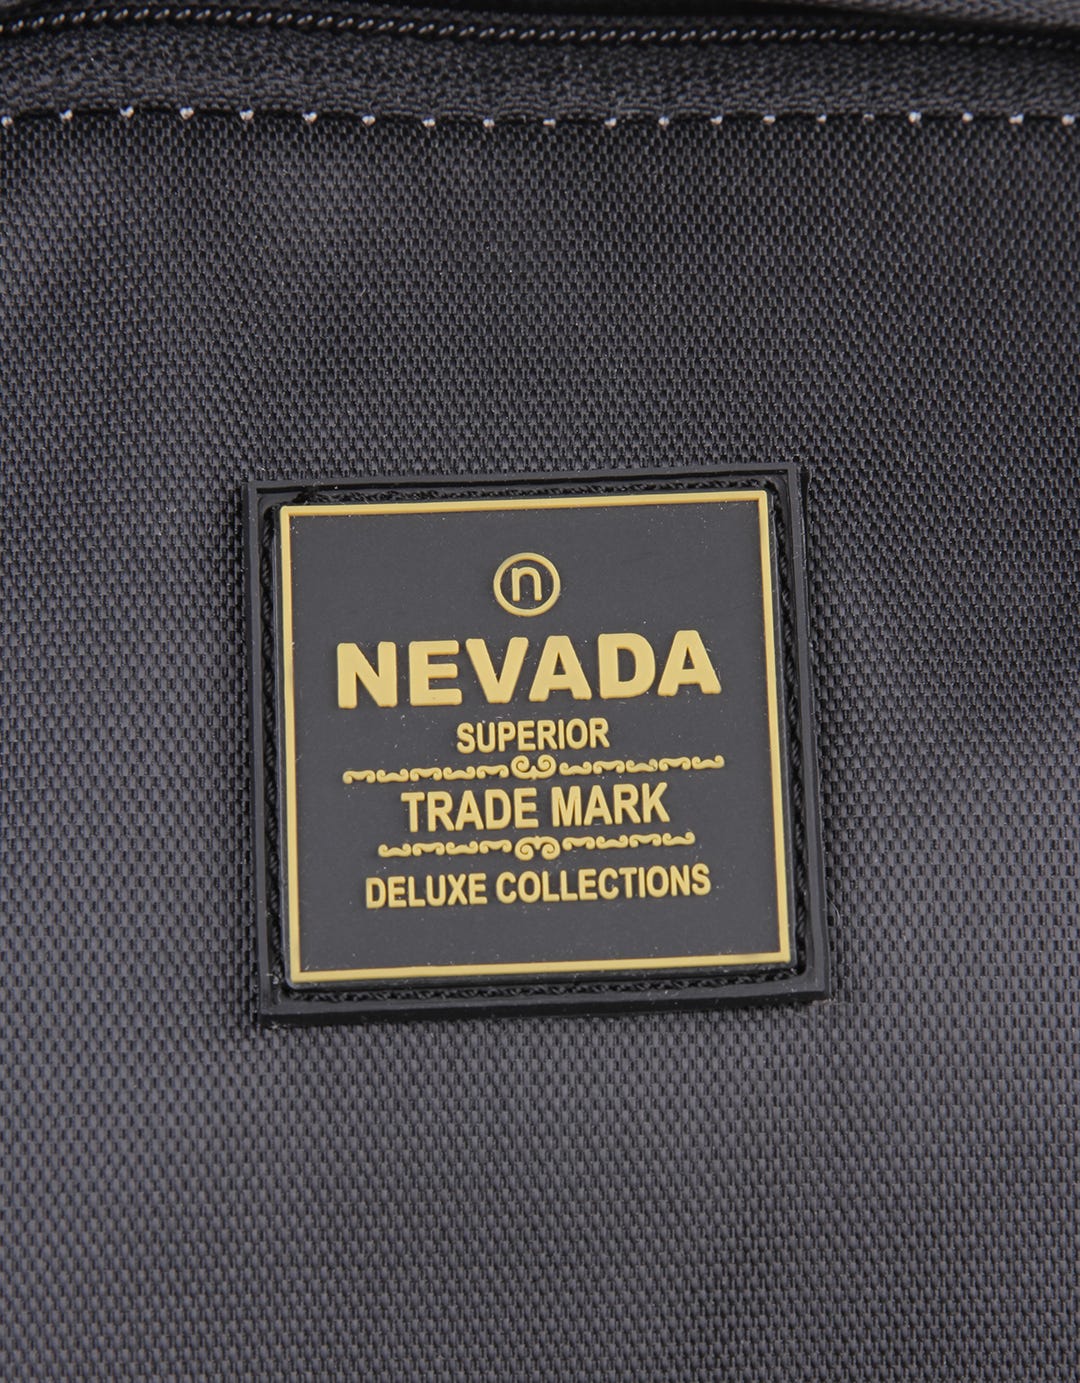 n
NEVADA
SUPERIOR
TRADE MARK
DELUXE COLLECTIONS